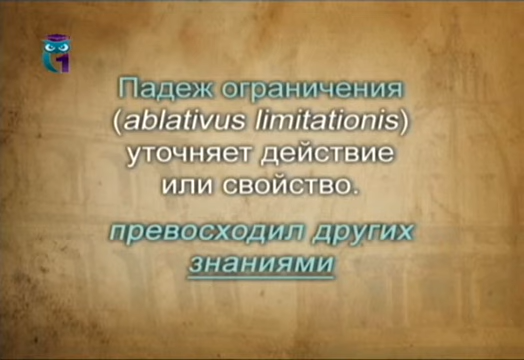 Падеж ограничения
(ablativus limitationis)
уточняет действие
или свойство.
превосходил других
знаниями